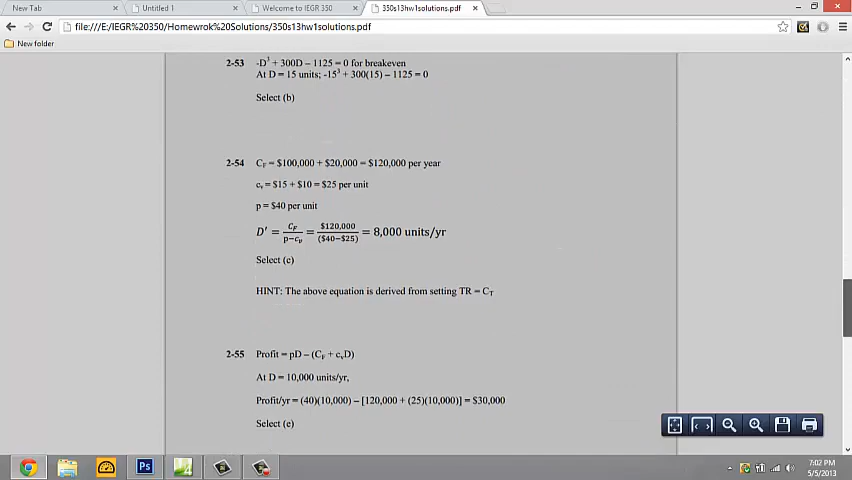 New Tab
Untitled 1
Welcome to IEGR 350
350s13hw1solutions.pdf
file:///E:/IEGR%20350/Homewrok%20Solutions/350s13hw1solutions.pdf
New folder
2-53 -D³ + 300D – 1125 = 0 for breakeven
At D = 15 units; -15³ + 300(15) – 1125 = 0
Select (b)
2-54 C_F = $100,000 + $20,000 = $120,000 per year
c_v = $15 + $10 = $25 per unit
p = $40 per unit
D′ = C_F / (p−c_v) = $120,000 / ($40−$25) = 8,000 units/yr
Select (c)
HINT: The above equation is derived from setting TR = C_T
2-55 Profit = pD – (C_F + c_vD)
At D = 10,000 units/yr,
Profit/yr = (40)(10,000) – [120,000 + (25)(10,000)] = $30,000
Select (e)
Ps
7:02 PM
5/5/2013